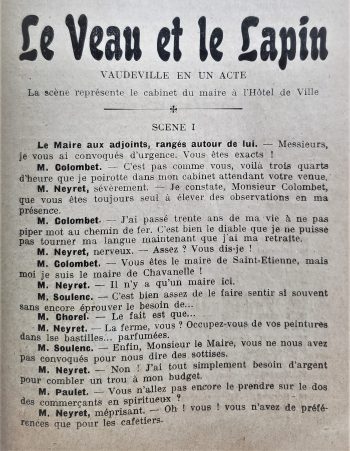 Le Veau et le Lapin
VAUDEVILLE EN UN ACTE
La scène représente le cabinet du maire à l'Hôtel de Ville
SCENE I
Le Maire aux adjoints, rangés autour de lui. — Messieurs,
je vous ai convoqués d'urgence. Vous êtes exacts !
M. Colombet. — C'est pas comme vous, voilà trois quarts
d'heure que je poirotte dans mon cabinet attendant votre venue.
M. Neyret, sévèrement. — Je constate, Monsieur Colombet,
que vous êtes toujours seul à élever des observations en ma
présence.
M. Colombet. — J'ai passé trente ans de ma vie à ne pas
piper mot au chemin de fer. C'est bien le diable que je ne puisse
pas tourner ma langue maintenant que j'ai ma retraite.
M. Neyret, nerveux. — Assez ? Vous dis-je !
M. Colombet. — Vous êtes le maire de Saint-Etienne, mais
moi je suis le maire de Chavanelle !
M. Neyret. — Il n'y a qu'un maire ici.
M. Soulenc. — C'est bien assez de le faire sentir si souvent
sans encore éprouver le besoin de...
M. Ghorel. — Le fait est que...
M. Neyret. — La ferme, vous ? Occupez-vous de vos peintures
dans lse bastilles... parfumées.
M. Soulenc. — Enfin, Monsieur le Maire, vous ne nous avez
pas convoqués pour nous dire des sottises.
M. Neyret. — Non ! J'ai tout simplement besoin d'argent
pour combler un trou à mon budget.
M. Paulet. — Vous n'allez pas encore le prendre sur le dos
des commerçants en spiritueux ?
M. Neyret, méprisant. — Oh ! vous ! vous n'avez de préfé-
rences que pour les cafetiers.